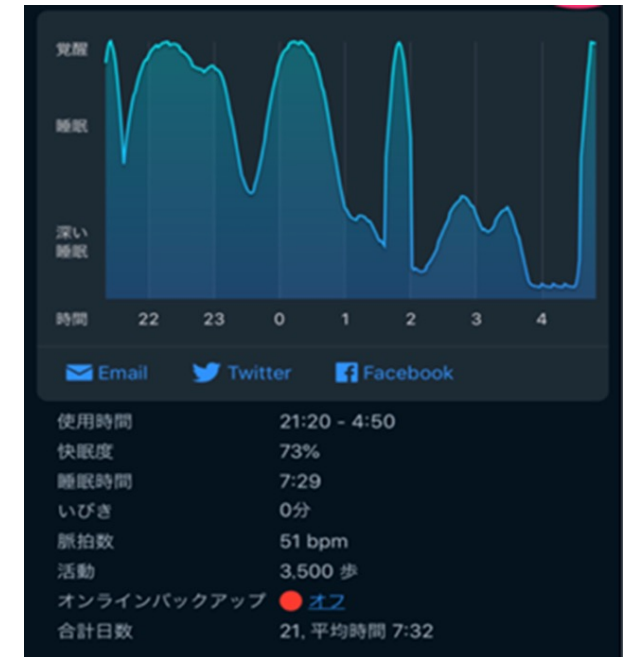 覚醒
睡眠
深い
睡眠
時間 22 23 0 1 2 3 4
Email Twitter Facebook
使用時間 21:20 - 4:50
快眠度 73%
睡眠時間 7:29
いびき 0分
脈拍数 51 bpm
活動 3,500 歩
オンラインバックアップ オフ
合計日数 21, 平均時間 7:32